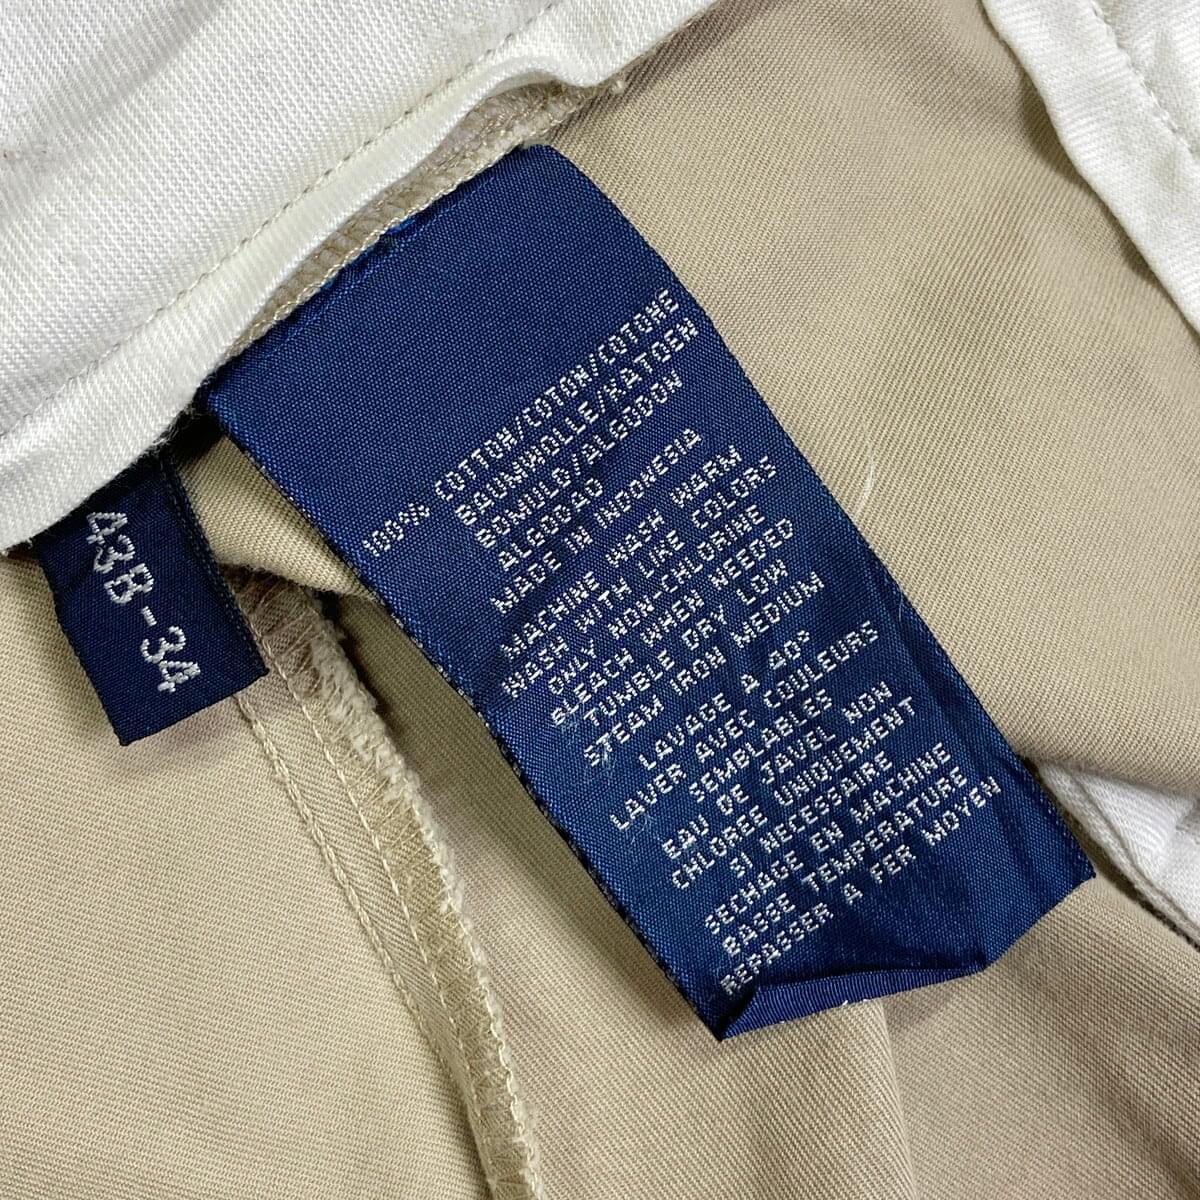 43B-34
100% COTTON/COTON/COTONE
BAUMWOLLE/KATOEN
BOMULD/ALGODON
ALGODAO
MADE IN INDONESIA
MACHINE WASH WARM
WASH WITH LIKE COLORS
ONLY NON-CHLORINE
BLEACH WHEN NEEDED
TUMBLE DRY LOW
STEAM IRON MEDIUM
LAVAGE A 40°
LAVER AVEC COULEURS
SEMBLABLES
EAU DE JAVEL NON
CHLOREE UNIQUEMENT
SI NECESSAIRE
SECHAGE EN MACHINE
BASSE TEMPERATURE
REPASSER A FER MOYEN